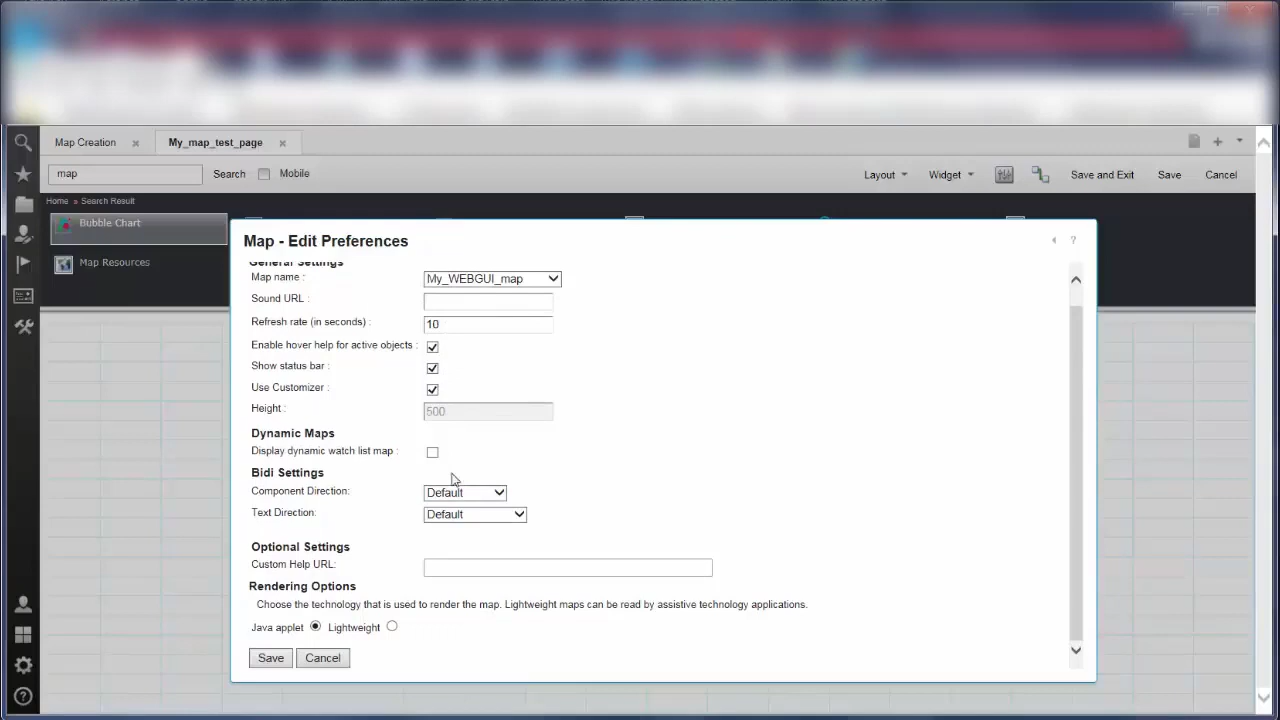 Map Creation × My_map_test_page ×
map Search Mobile Layout Widget Save and Exit Save Cancel
Home » Search Result
Bubble Chart
Map Resources
Map - Edit Preferences ?
General Settings
Map name : My_WEBGUI_map
Sound URL :
Refresh rate (in seconds) : 10
Enable hover help for active objects :
Show status bar :
Use Customizer :
Height : 500
Dynamic Maps
Display dynamic watch list map :
Bidi Settings
Component Direction: Default
Text Direction: Default
Optional Settings
Custom Help URL:
Rendering Options
Choose the technology that is used to render the map. Lightweight maps can be read by assistive technology applications.
Java applet Lightweight
Save Cancel